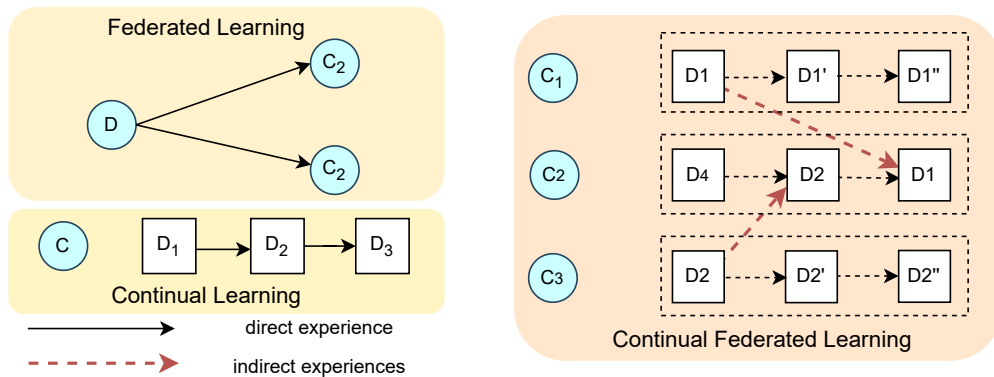 Federated Learning
C2
D
C2
C
D1
D2
D3
Continual Learning
direct experience
indirect experiences
C1
D1
D1'
D1''
C2
D4
D2
D1
C3
D2
D2'
D2''
Continual Federated Learning